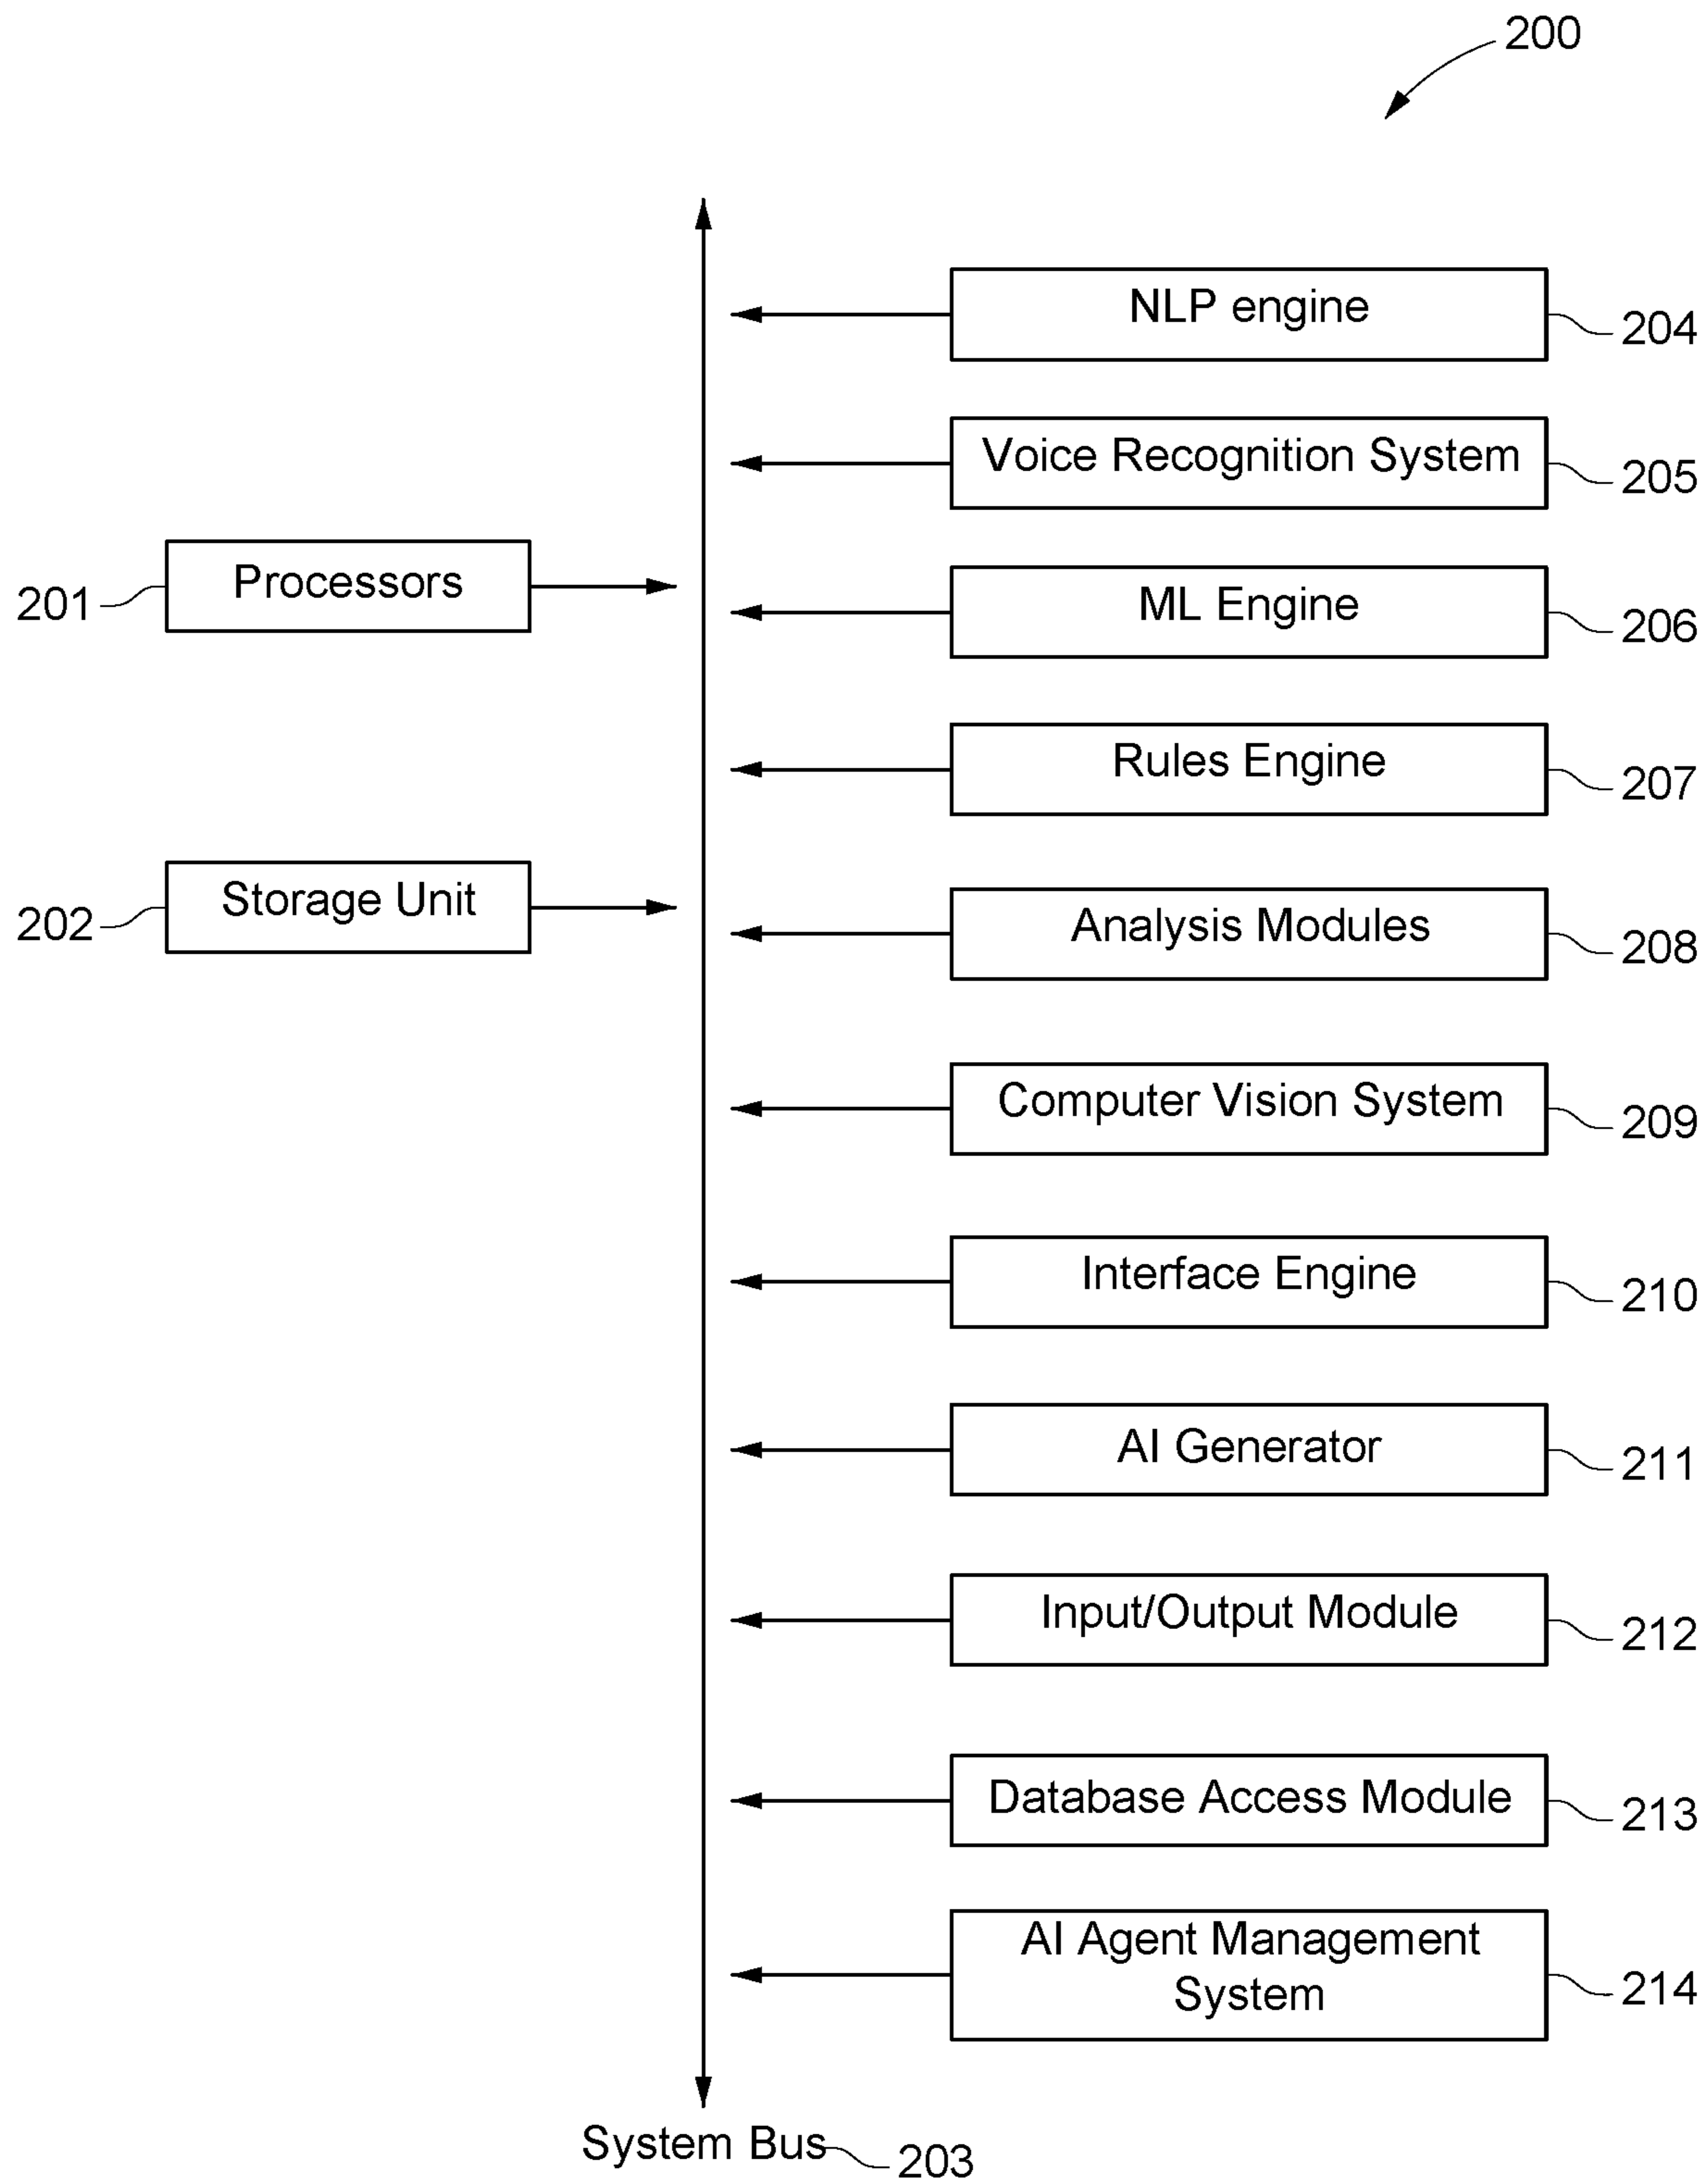 200
NLP engine
204
Voice Recognition System
205
Processors
201
ML Engine
206
Rules Engine
207
Storage Unit
202
Analysis Modules
208
Computer Vision System
209
Interface Engine
210
AI Generator
211
Input/Output Module
212
Database Access Module
213
AI Agent Management
System
214
System Bus
203